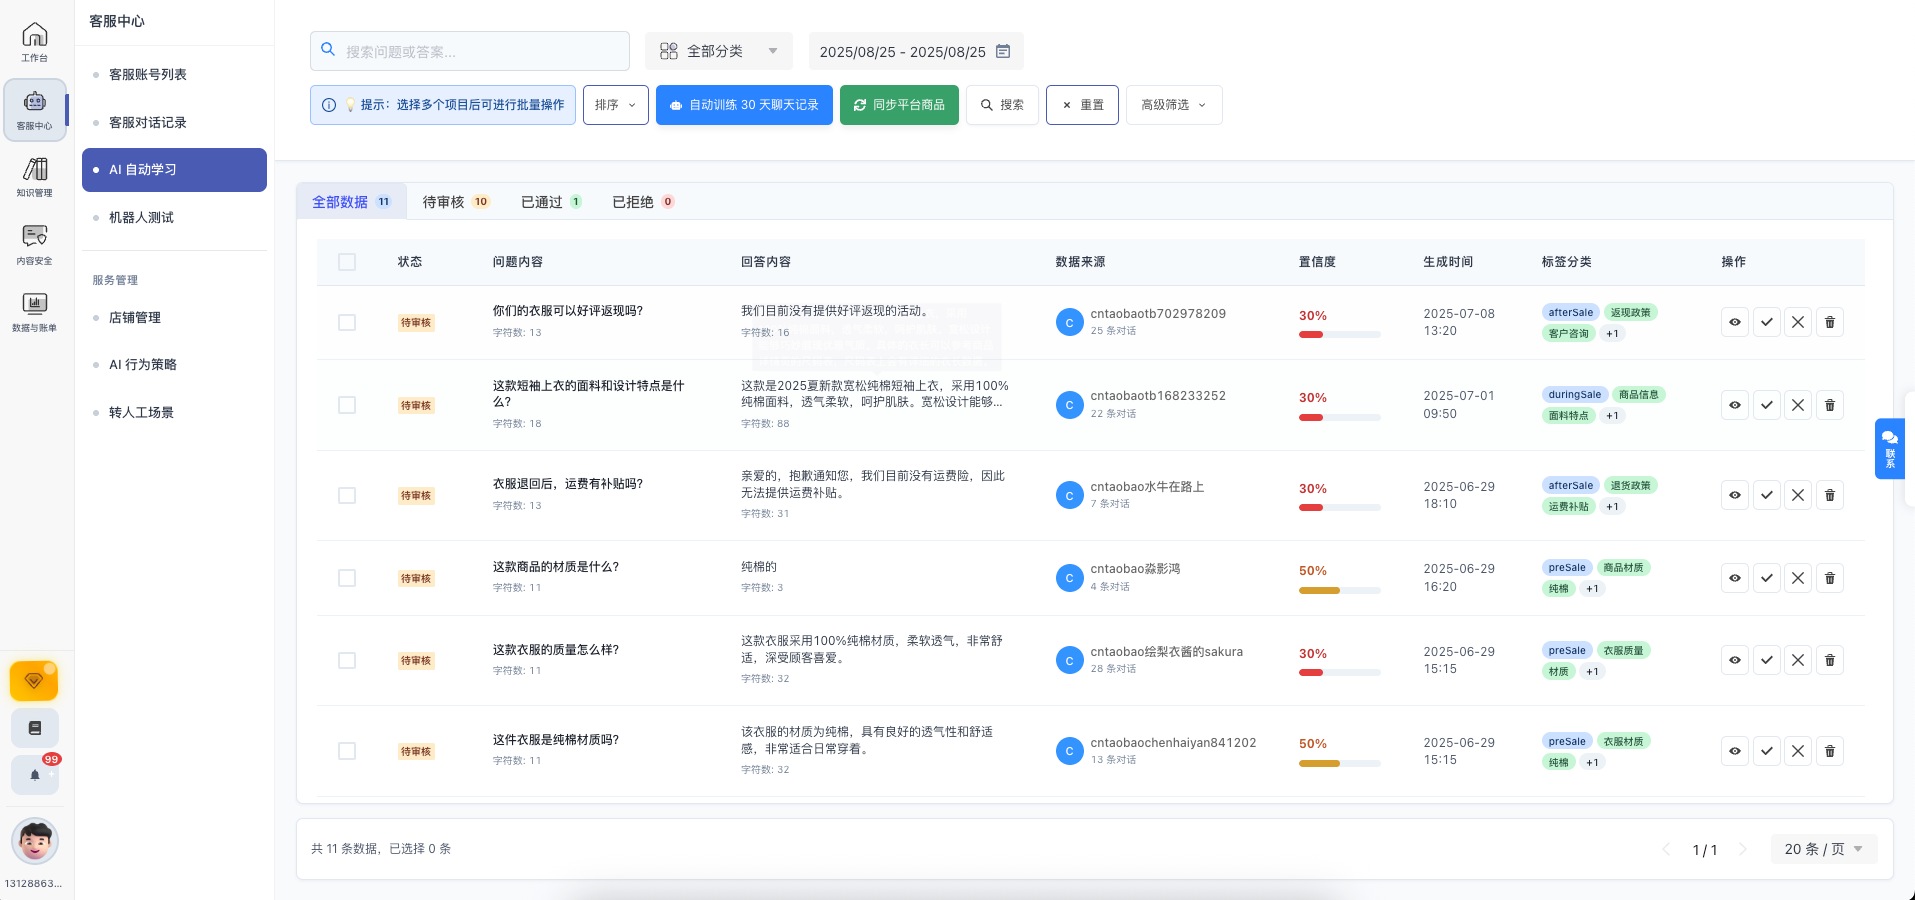 工作台
客服中心
知识管理
内容安全
数据与账单
99
13128863...
客服中心
客服账号列表
客服对话记录
AI 自动学习
机器人测试
服务管理
店铺管理
AI 行为策略
转人工场景
搜索问题或答案...
全部分类
2025/08/25 - 2025/08/25
💡 提示：选择多个项目后可进行批量操作
排序
自动训练 30 天聊天记录
同步平台商品
搜索
重置
高级筛选
全部数据 11 待审核 10 已通过 1 已拒绝 0
状态 问题内容 回答内容 数据来源 置信度 生成时间 标签分类 操作
待审核
你们的衣服可以好评返现吗?
字符数: 13
我们目前没有提供好评返现的活动。
字符数: 16
C
cntaobaotb702978209
25 条对话
30%
2025-07-08
13:20
afterSale 返现政策
客户咨询 +1
待审核
这款短袖上衣的面料和设计特点是什
么?
字符数: 18
这款是2025夏新款宽松纯棉短袖上衣，采用100%
纯棉面料，透气柔软，呵护肌肤。宽松设计能够...
字符数: 88
C
cntaobaotb168233252
22 条对话
30%
2025-07-01
09:50
duringSale 商品信息
面料特点 +1
待审核
衣服退回后，运费有补贴吗?
字符数: 13
亲爱的，抱歉通知您，我们目前没有运费险，因此
无法提供运费补贴。
字符数: 31
C
cntaobao水牛在路上
7 条对话
30%
2025-06-29
18:10
afterSale 退货政策
运费补贴 +1
待审核
这款商品的材质是什么?
字符数: 11
纯棉的
字符数: 3
C
cntaobao淼影鸿
4 条对话
50%
2025-06-29
16:20
preSale 商品材质
纯棉 +1
待审核
这款衣服的质量怎么样?
字符数: 11
这款衣服采用100%纯棉材质，柔软透气，非常舒
适，深受顾客喜爱。
字符数: 32
C
cntaobao绘梨衣酱的sakura
28 条对话
30%
2025-06-29
15:15
preSale 衣服质量
材质 +1
待审核
这件衣服是纯棉材质吗?
字符数: 11
该衣服的材质为纯棉，具有良好的透气性和舒适
感，非常适合日常穿着。
字符数: 32
C
cntaobaochenhaiyan841202
13 条对话
50%
2025-06-29
15:15
preSale 衣服材质
纯棉 +1
共 11 条数据，已选择 0 条
1 / 1
20 条 / 页
联系